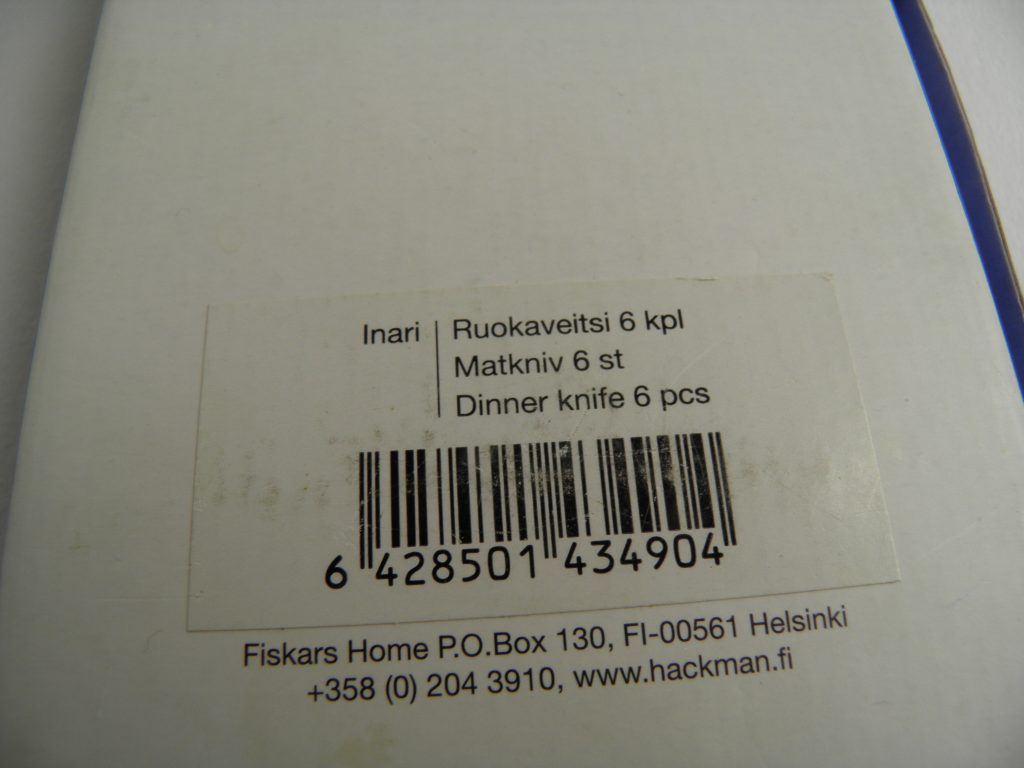 Inari
Ruokaveitsi 6 kpl
Matkniv 6 st
Dinner knife 6 pcs
6 428501 434904
Fiskars Home P.O.Box 130, FI-00561 Helsinki
+358 (0) 204 3910, www.hackman.fi